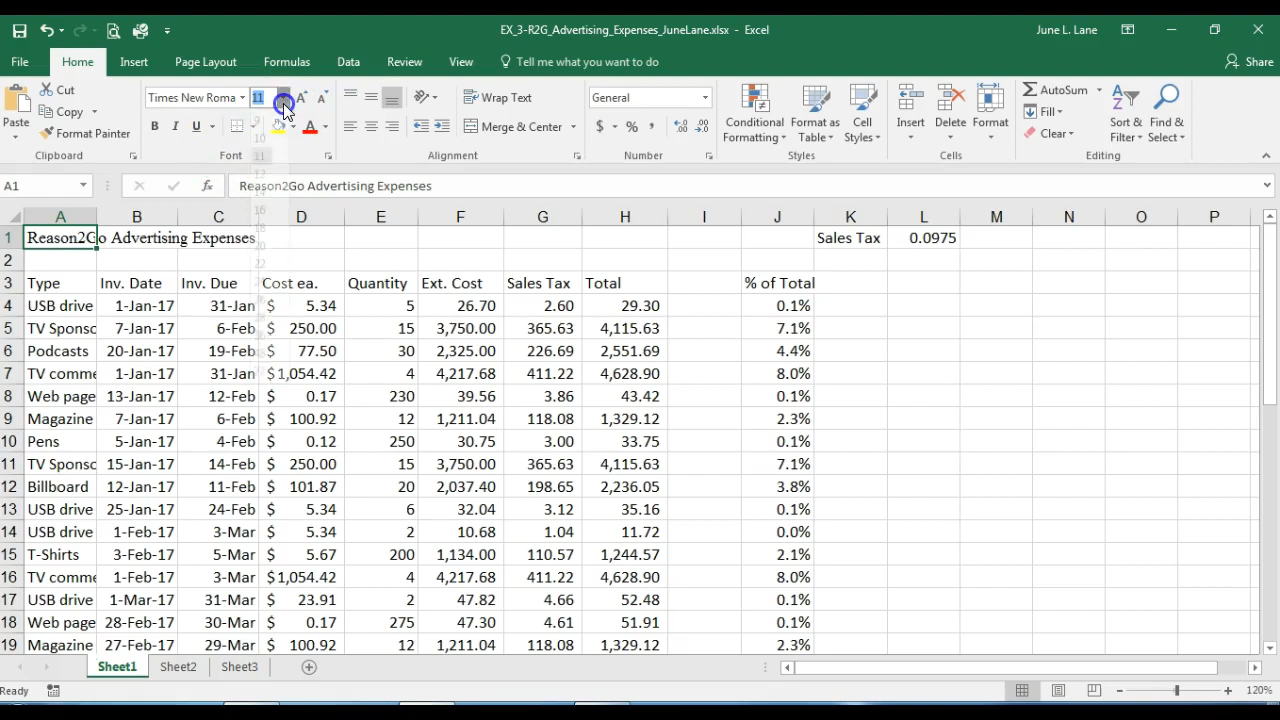 EX_3-R2G_Advertising_Expenses_JuneLane.xlsx - Excel
June L. Lane
File Home Insert Page Layout Formulas Data Review View Tell me what you want to do Share
Paste
Cut
Copy
Format Painter
Clipboard
Times New Roma 11
B I U
Font
Wrap Text
Merge & Center
Alignment
General
$ % ,
Number
Conditional Formatting
Format as Table
Cell Styles
Styles
Insert Delete Format
Cells
AutoSum
Fill
Clear
Sort & Filter
Find & Select
Editing
9
10
11
12
14
16
18
20
22
A1 fx Reason2Go Advertising Expenses
A B C D E F G H I J K L M N O P
1 Reason2Go Advertising Expenses Sales Tax 0.0975
2
3 Type Inv. Date Inv. Due Cost ea. Quantity Ext. Cost Sales Tax Total % of Total
4 USB drive 1-Jan-17 31-Jan $ 5.34 5 26.70 2.60 29.30 0.1%
5 TV Sponso 7-Jan-17 6-Feb $ 250.00 15 3,750.00 365.63 4,115.63 7.1%
6 Podcasts 20-Jan-17 19-Feb $ 77.50 30 2,325.00 226.69 2,551.69 4.4%
7 TV comme 1-Jan-17 31-Jan $1,054.42 4 4,217.68 411.22 4,628.90 8.0%
8 Web page 13-Jan-17 12-Feb $ 0.17 230 39.56 3.86 43.42 0.1%
9 Magazine 7-Jan-17 6-Feb $ 100.92 12 1,211.04 118.08 1,329.12 2.3%
10 Pens 5-Jan-17 4-Feb $ 0.12 250 30.75 3.00 33.75 0.1%
11 TV Sponso 15-Jan-17 14-Feb $ 250.00 15 3,750.00 365.63 4,115.63 7.1%
12 Billboard 12-Jan-17 11-Feb $ 101.87 20 2,037.40 198.65 2,236.05 3.8%
13 USB drive 25-Jan-17 24-Feb $ 5.34 6 32.04 3.12 35.16 0.1%
14 USB drive 1-Feb-17 3-Mar $ 5.34 2 10.68 1.04 11.72 0.0%
15 T-Shirts 3-Feb-17 5-Mar $ 5.67 200 1,134.00 110.57 1,244.57 2.1%
16 TV comme 1-Feb-17 3-Mar $1,054.42 4 4,217.68 411.22 4,628.90 8.0%
17 USB drive 1-Mar-17 31-Mar $ 23.91 2 47.82 4.66 52.48 0.1%
18 Web page 28-Feb-17 30-Mar $ 0.17 275 47.30 4.61 51.91 0.1%
19 Magazine 27-Feb-17 29-Mar $ 100.92 12 1,211.04 118.08 1,329.12 2.3%
Sheet1 Sheet2 Sheet3
Ready 120%